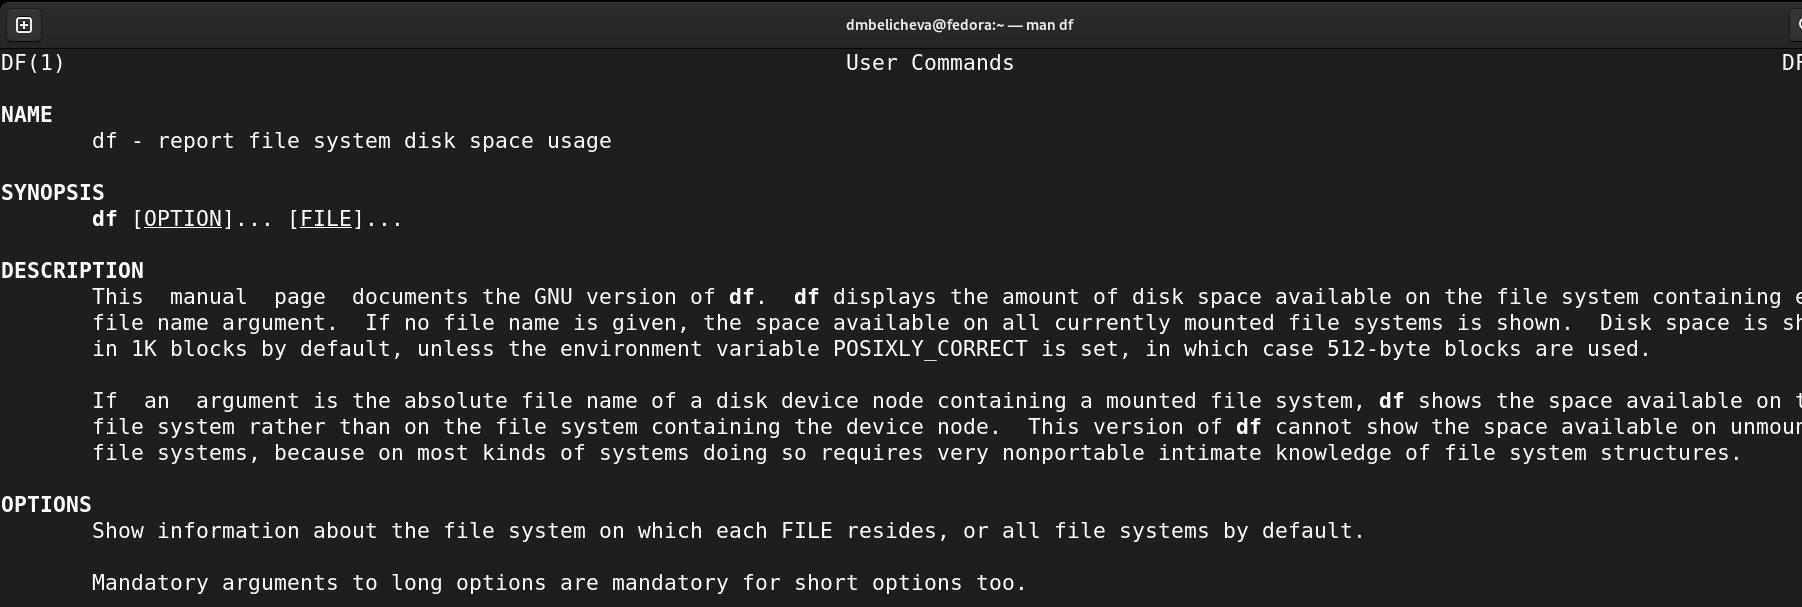 dmbelicheva@fedora:~ — man df
DF(1) User Commands
NAME
df - report file system disk space usage
SYNOPSIS
df [OPTION]... [FILE]...
DESCRIPTION
This manual page documents the GNU version of df. df displays the amount of disk space available on the file system containing
file name argument. If no file name is given, the space available on all currently mounted file systems is shown. Disk space is
in 1K blocks by default, unless the environment variable POSIXLY_CORRECT is set, in which case 512-byte blocks are used.
If an argument is the absolute file name of a disk device node containing a mounted file system, df shows the space available on
file system rather than on the file system containing the device node. This version of df cannot show the space available on
file systems, because on most kinds of systems doing so requires very nonportable intimate knowledge of file system structures.
OPTIONS
Show information about the file system on which each FILE resides, or all file systems by default.
Mandatory arguments to long options are mandatory for short options too.